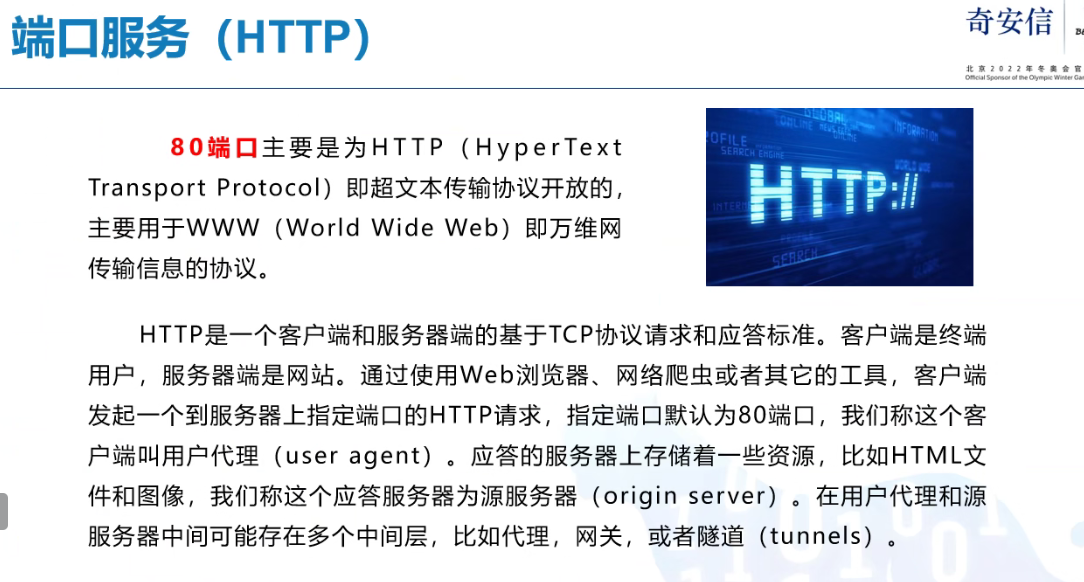 端口服务（HTTP）
奇安信
北京2022年冬奥会官
Official Sponsor of the Olympic Winter Gam
80端口主要是为HTTP（HyperText
Transport Protocol）即超文本传输协议开放的，
主要用于WWW（World Wide Web）即万维网
传输信息的协议。
GLOBAL
ONLINE
INFORMATION
PROFILE
SEARCH ENGINE
WORLD WIDE
HTTP://
SEARCH
HTTP是一个客户端和服务器端的基于TCP协议请求和应答标准。客户端是终端
用户，服务器端是网站。通过使用Web浏览器、网络爬虫或者其它的工具，客户端
发起一个到服务器上指定端口的HTTP请求，指定端口默认为80端口，我们称这个客
户端叫用户代理（user agent）。应答的服务器上存储着一些资源，比如HTML文
件和图像，我们称这个应答服务器为源服务器（origin server）。在用户代理和源
服务器中间可能存在多个中间层，比如代理，网关，或者隧道（tunnels）。